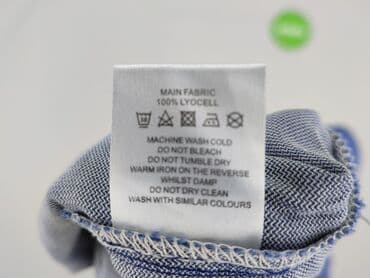 MAIN FABRIC
100% LYOCELL
MACHINE WASH COLD
DO NOT BLEACH
DO NOT TUMBLE DRY
WARM IRON ON THE REVERSE
WHILST DAMP
DO NOT DRY CLEAN
WASH WITH SIMILAR COLOURS